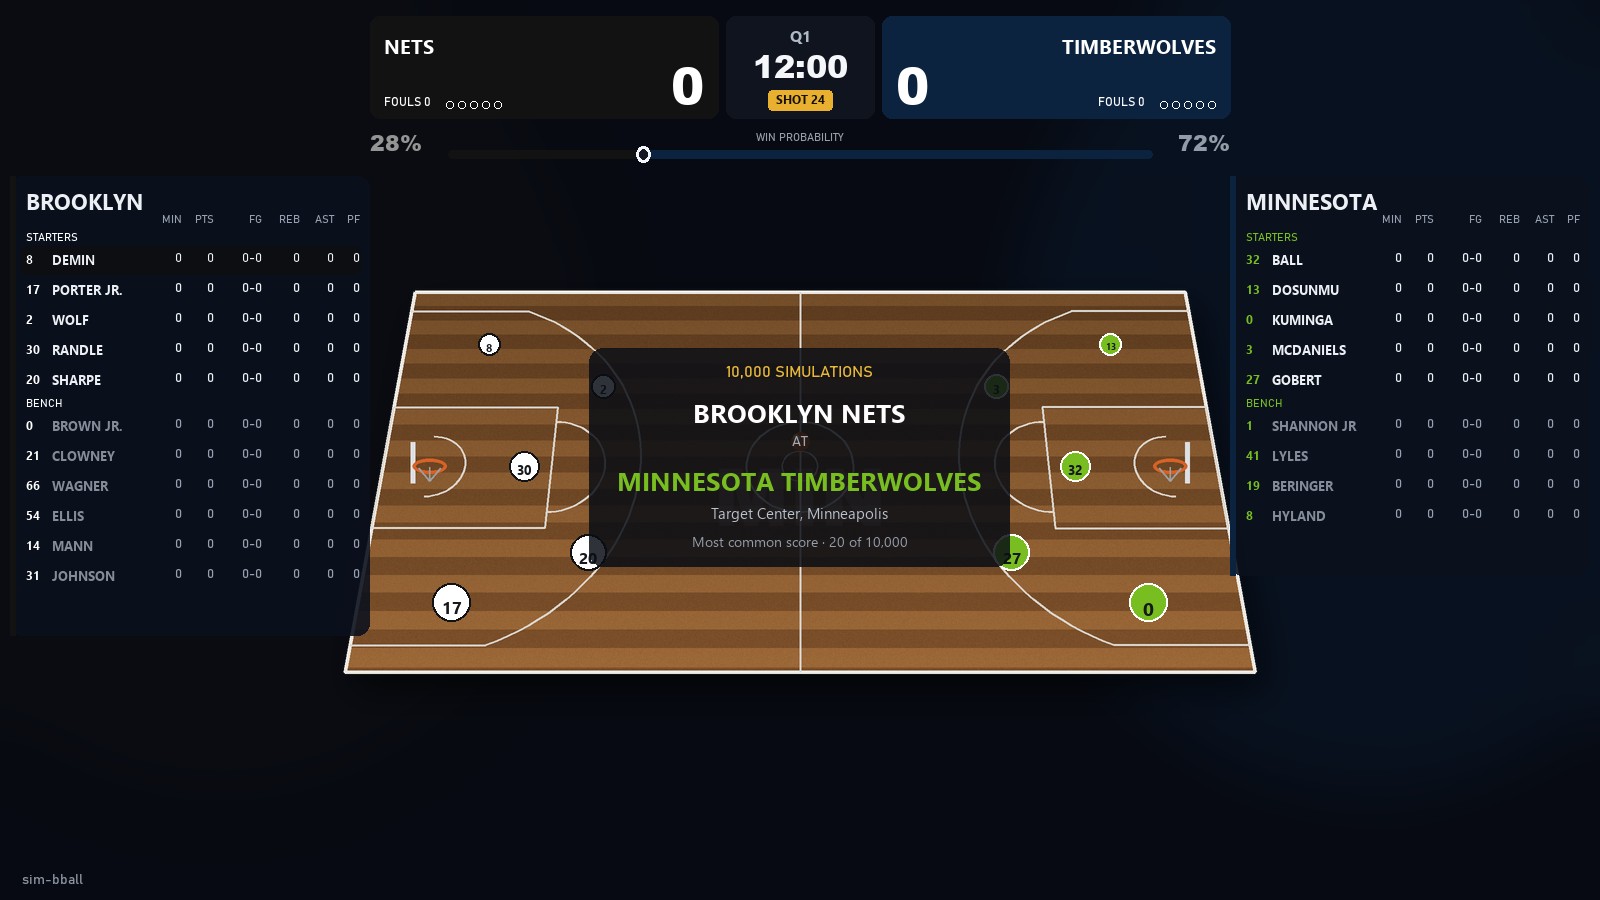 NETS
0
FOULS 0
Q1
12:00
SHOT 24
TIMBERWOLVES
0
FOULS 0
28%
WIN PROBABILITY
72%
BROOKLYN
MIN PTS FG REB AST PF
STARTERS
8 DEMIN 0 0 0-0 0 0 0
17 PORTER JR. 0 0 0-0 0 0 0
2 WOLF 0 0 0-0 0 0 0
30 RANDLE 0 0 0-0 0 0 0
20 SHARPE 0 0 0-0 0 0 0
BENCH
0 BROWN JR. 0 0 0-0 0 0 0
21 CLOWNEY 0 0 0-0 0 0 0
66 WAGNER 0 0 0-0 0 0 0
54 ELLIS 0 0 0-0 0 0 0
14 MANN 0 0 0-0 0 0 0
31 JOHNSON 0 0 0-0 0 0 0
8
2
30
20
17
10,000 SIMULATIONS
BROOKLYN NETS
AT
MINNESOTA TIMBERWOLVES
Target Center, Minneapolis
Most common score · 20 of 10,000
13
3
32
27
0
MINNESOTA
MIN PTS FG REB AST PF
STARTERS
32 BALL 0 0 0-0 0 0 0
13 DOSUNMU 0 0 0-0 0 0 0
0 KUMINGA 0 0 0-0 0 0 0
3 MCDANIELS 0 0 0-0 0 0 0
27 GOBERT 0 0 0-0 0 0 0
BENCH
1 SHANNON JR 0 0 0-0 0 0 0
41 LYLES 0 0 0-0 0 0 0
19 BERINGER 0 0 0-0 0 0 0
8 HYLAND 0 0 0-0 0 0 0
sim-bball